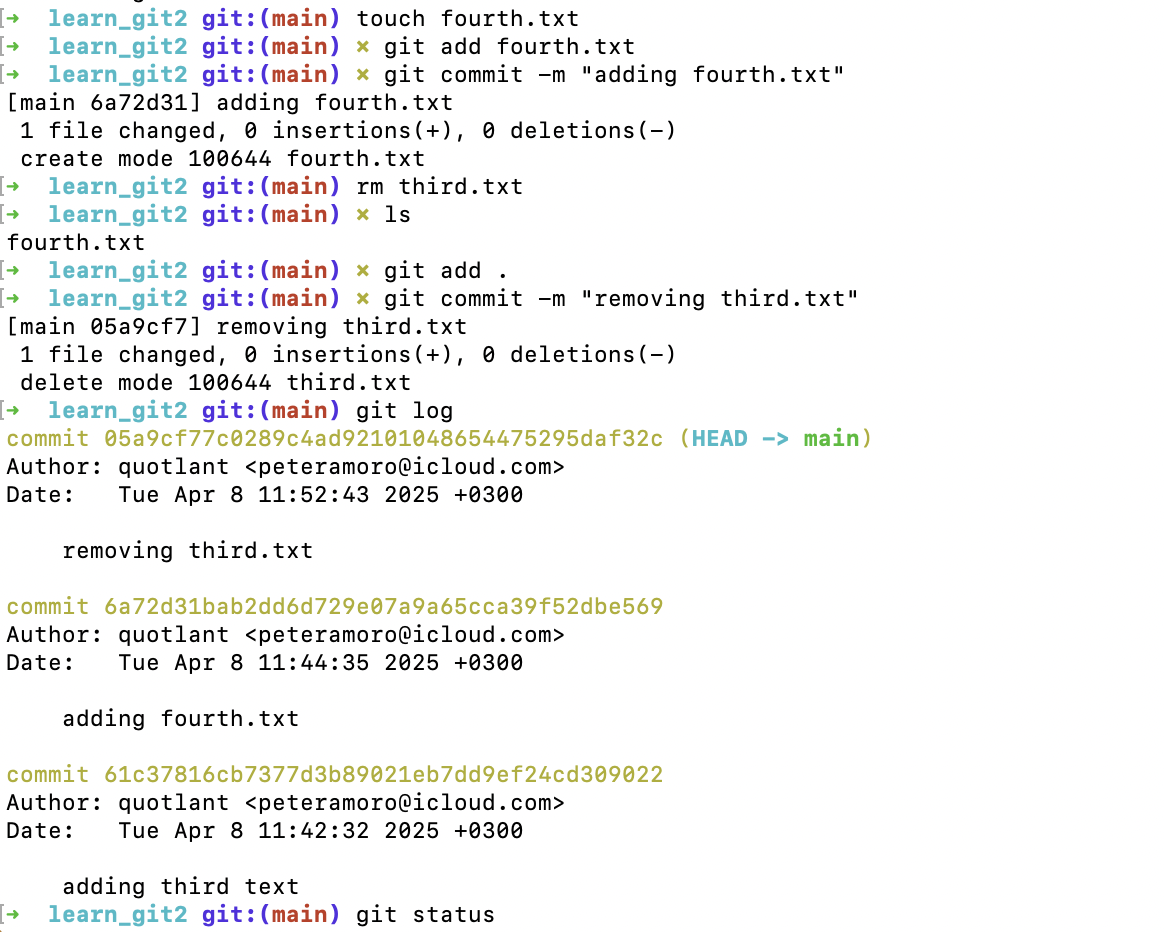 [➜  learn_git2 git:(main) touch fourth.txt
[➜  learn_git2 git:(main) ✗ git add fourth.txt
[➜  learn_git2 git:(main) ✗ git commit -m "adding fourth.txt"
[main 6a72d31] adding fourth.txt
 1 file changed, 0 insertions(+), 0 deletions(-)
 create mode 100644 fourth.txt
[➜  learn_git2 git:(main) rm third.txt
[➜  learn_git2 git:(main) ✗ ls
fourth.txt
[➜  learn_git2 git:(main) ✗ git add .
[➜  learn_git2 git:(main) ✗ git commit -m "removing third.txt"
[main 05a9cf7] removing third.txt
 1 file changed, 0 insertions(+), 0 deletions(-)
 delete mode 100644 third.txt
[➜  learn_git2 git:(main) git log
commit 05a9cf77c0289c4ad92101048654475295daf32c (HEAD -> main)
Author: quotlant <peteramoro@icloud.com>
Date:   Tue Apr 8 11:52:43 2025 +0300

    removing third.txt

commit 6a72d31bab2dd6d729e07a9a65cca39f52dbe569
Author: quotlant <peteramoro@icloud.com>
Date:   Tue Apr 8 11:44:35 2025 +0300

    adding fourth.txt

commit 61c37816cb7377d3b89021eb7dd9ef24cd309022
Author: quotlant <peteramoro@icloud.com>
Date:   Tue Apr 8 11:42:32 2025 +0300

    adding third text
[➜  learn_git2 git:(main) git status